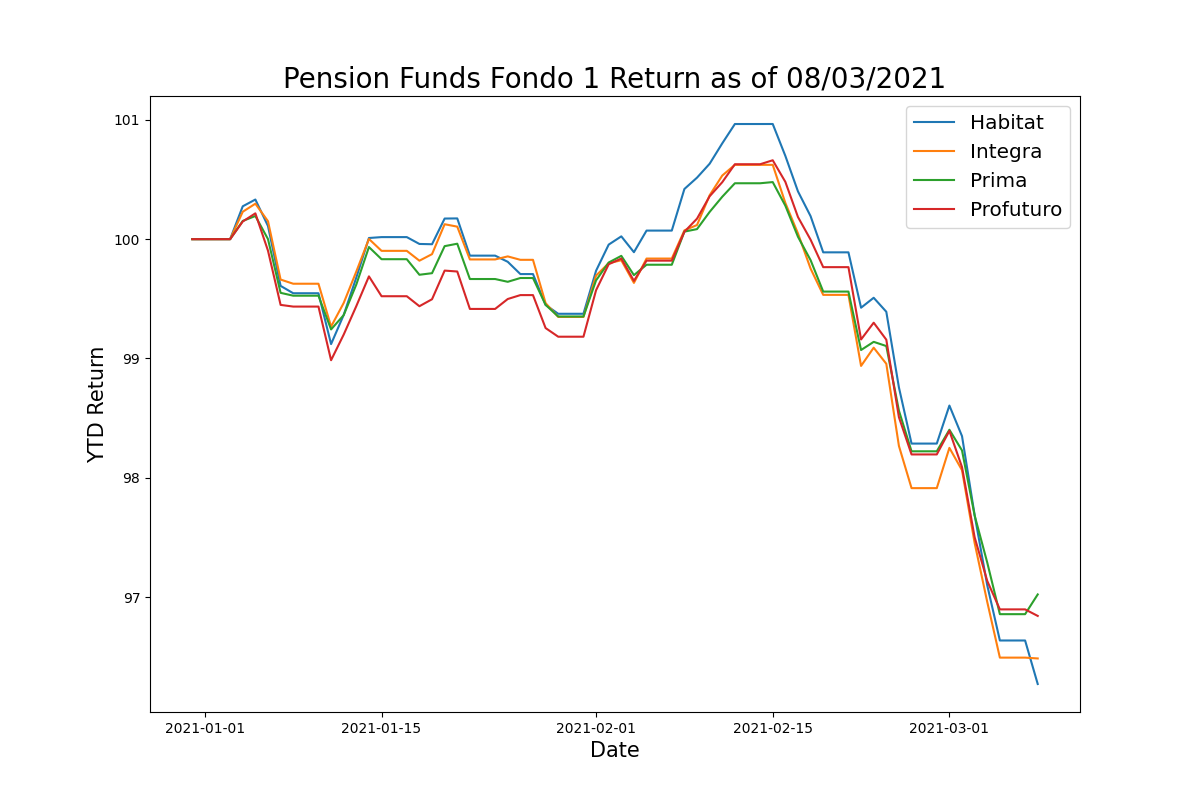 Pension Funds Fondo 1 Return as of 08/03/2021
101
100
99
98
97
YTD Return
Habitat
Integra
Prima
Profuturo
2021-01-01
2021-01-15
2021-02-01
2021-02-15
2021-03-01
Date